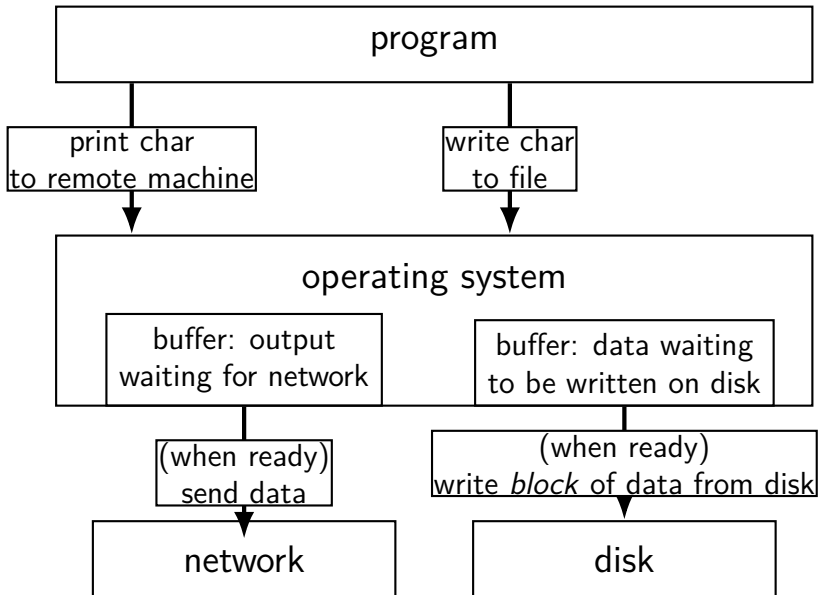 program
print char
to remote machine
write char
to file
operating system
buffer: output
waiting for network
buffer: data waiting
to be written on disk
(when ready)
send data
(when ready)
write block of data from disk
network
disk